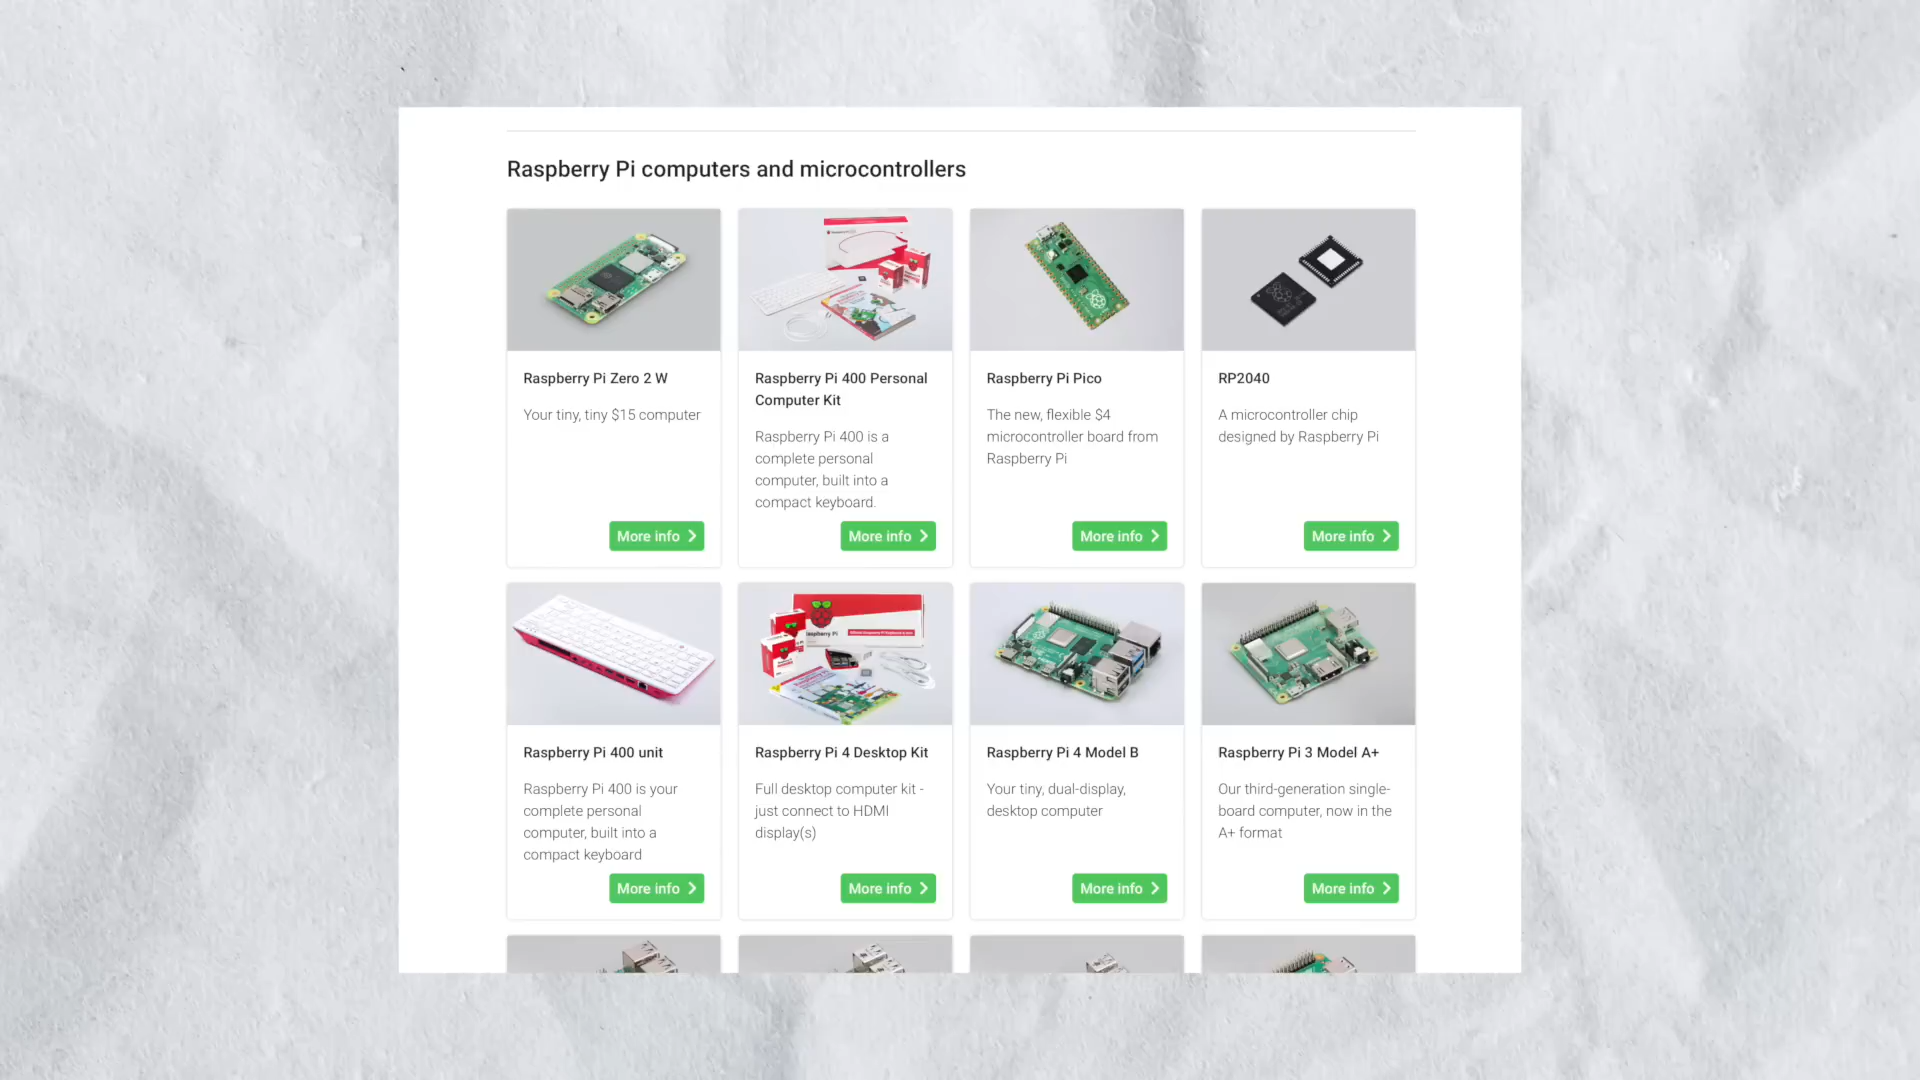 Raspberry Pi computers and microcontrollers
Raspberry Pi Zero 2 W
Your tiny, tiny $15 computer
More info
Raspberry Pi 400 Personal
Computer Kit
Raspberry Pi 400 is a
complete personal
computer, built into a
compact keyboard.
More info
Raspberry Pi Pico
The new, flexible $4
microcontroller board from
Raspberry Pi
More info
RP2040
A microcontroller chip
designed by Raspberry Pi
More info
Raspberry Pi 400 unit
Raspberry Pi 400 is your
complete personal
computer, built into a
compact keyboard
More info
Raspberry Pi 4 Desktop Kit
Full desktop computer kit -
just connect to HDMI
display(s)
More info
Raspberry Pi 4 Model B
Your tiny, dual-display,
desktop computer
More info
Raspberry Pi 3 Model A+
Our third-generation single-
board computer, now in the
A+ format
More info